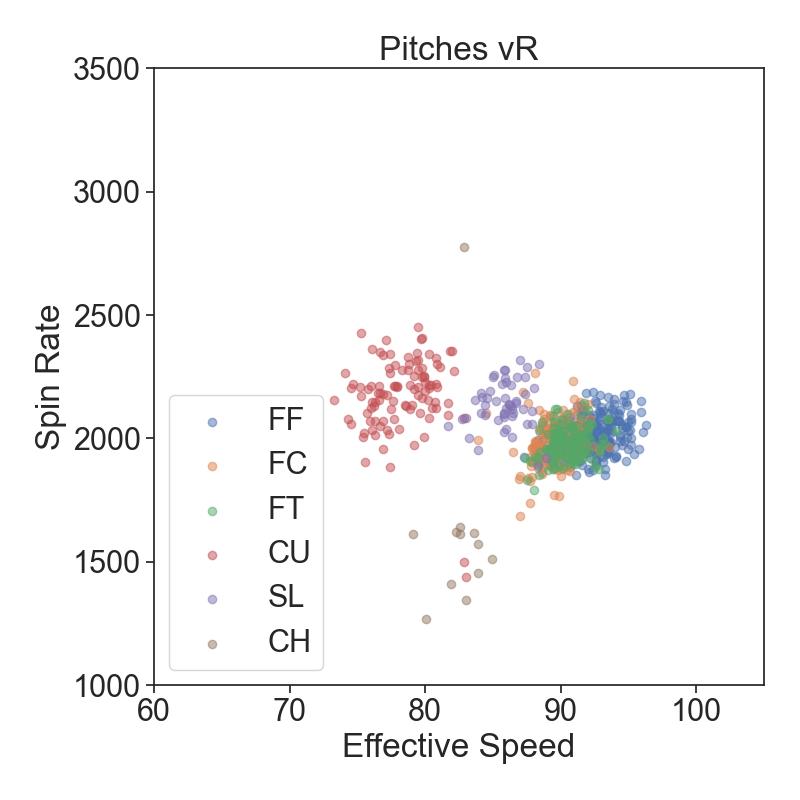 Pitches vR
3500
3000
2500
2000
1500
1000
Spin Rate
FF
FC
FT
CU
SL
CH
60 70 80 90 100
Effective Speed